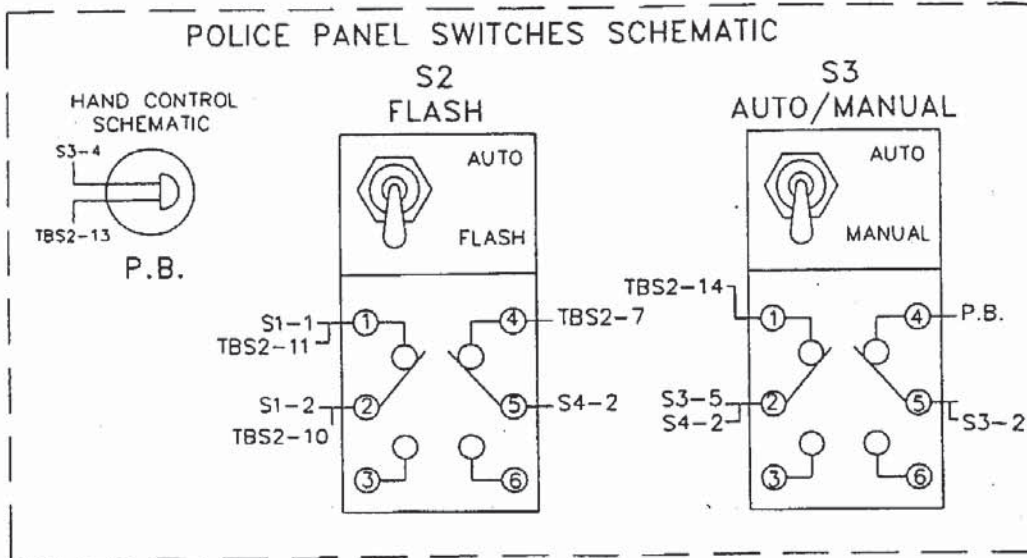 POLICE PANEL SWITCHES SCHEMATIC
HAND CONTROL
SCHEMATIC
S3-4
TBS2-13
P.B.
S2
FLASH
AUTO
FLASH
S1-1
TBS2-11
1
4
TBS2-7
S1-2
TBS2-10
2
5
S4-2
3
6
S3
AUTO/MANUAL
AUTO
MANUAL
TBS2-14
1
4
P.B.
S3-5
S4-2
2
5
S3-2
3
6